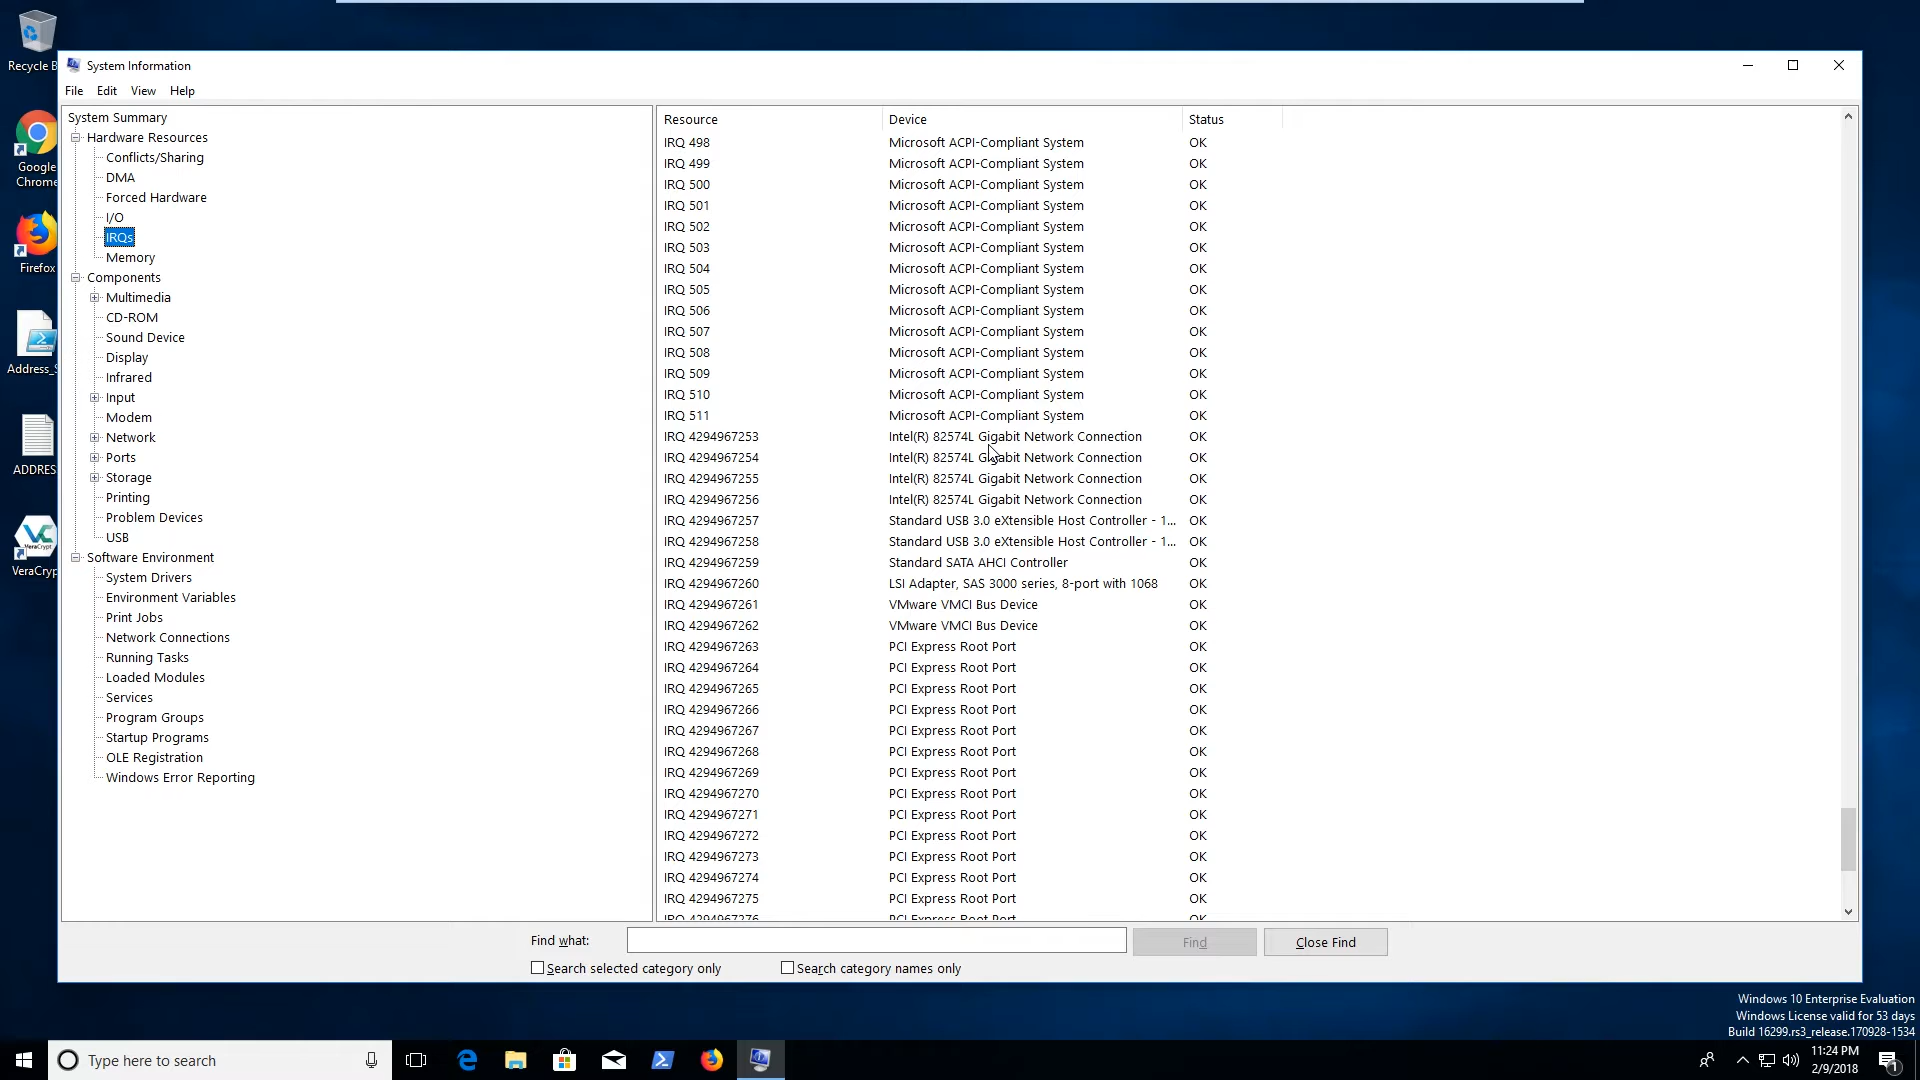 Recycle B
Google
Chrome
Firefox
Address_S
ADDRES
VeraCryp
System Information
File Edit View Help
System Summary
Hardware Resources
Conflicts/Sharing
DMA
Forced Hardware
I/O
IRQs
Memory
Components
Multimedia
CD-ROM
Sound Device
Display
Infrared
Input
Modem
Network
Ports
Storage
Printing
Problem Devices
USB
Software Environment
System Drivers
Environment Variables
Print Jobs
Network Connections
Running Tasks
Loaded Modules
Services
Program Groups
Startup Programs
OLE Registration
Windows Error Reporting
Resource Device Status
IRQ 498 Microsoft ACPI-Compliant System OK
IRQ 499 Microsoft ACPI-Compliant System OK
IRQ 500 Microsoft ACPI-Compliant System OK
IRQ 501 Microsoft ACPI-Compliant System OK
IRQ 502 Microsoft ACPI-Compliant System OK
IRQ 503 Microsoft ACPI-Compliant System OK
IRQ 504 Microsoft ACPI-Compliant System OK
IRQ 505 Microsoft ACPI-Compliant System OK
IRQ 506 Microsoft ACPI-Compliant System OK
IRQ 507 Microsoft ACPI-Compliant System OK
IRQ 508 Microsoft ACPI-Compliant System OK
IRQ 509 Microsoft ACPI-Compliant System OK
IRQ 510 Microsoft ACPI-Compliant System OK
IRQ 511 Microsoft ACPI-Compliant System OK
IRQ 4294967253 Intel(R) 82574L Gigabit Network Connection OK
IRQ 4294967254 Intel(R) 82574L Gigabit Network Connection OK
IRQ 4294967255 Intel(R) 82574L Gigabit Network Connection OK
IRQ 4294967256 Intel(R) 82574L Gigabit Network Connection OK
IRQ 4294967257 Standard USB 3.0 eXtensible Host Controller - 1... OK
IRQ 4294967258 Standard USB 3.0 eXtensible Host Controller - 1... OK
IRQ 4294967259 Standard SATA AHCI Controller OK
IRQ 4294967260 LSI Adapter, SAS 3000 series, 8-port with 1068 OK
IRQ 4294967261 VMware VMCI Bus Device OK
IRQ 4294967262 VMware VMCI Bus Device OK
IRQ 4294967263 PCI Express Root Port OK
IRQ 4294967264 PCI Express Root Port OK
IRQ 4294967265 PCI Express Root Port OK
IRQ 4294967266 PCI Express Root Port OK
IRQ 4294967267 PCI Express Root Port OK
IRQ 4294967268 PCI Express Root Port OK
IRQ 4294967269 PCI Express Root Port OK
IRQ 4294967270 PCI Express Root Port OK
IRQ 4294967271 PCI Express Root Port OK
IRQ 4294967272 PCI Express Root Port OK
IRQ 4294967273 PCI Express Root Port OK
IRQ 4294967274 PCI Express Root Port OK
IRQ 4294967275 PCI Express Root Port OK
IRQ 4294967276 PCI Express Root Port OK
Find what: Find Close Find
Search selected category only Search category names only
Windows 10 Enterprise Evaluation
Windows License valid for 53 days
Build 16299.rs3_release.170928-1534
Type here to search
11:24 PM
2/9/2018
1